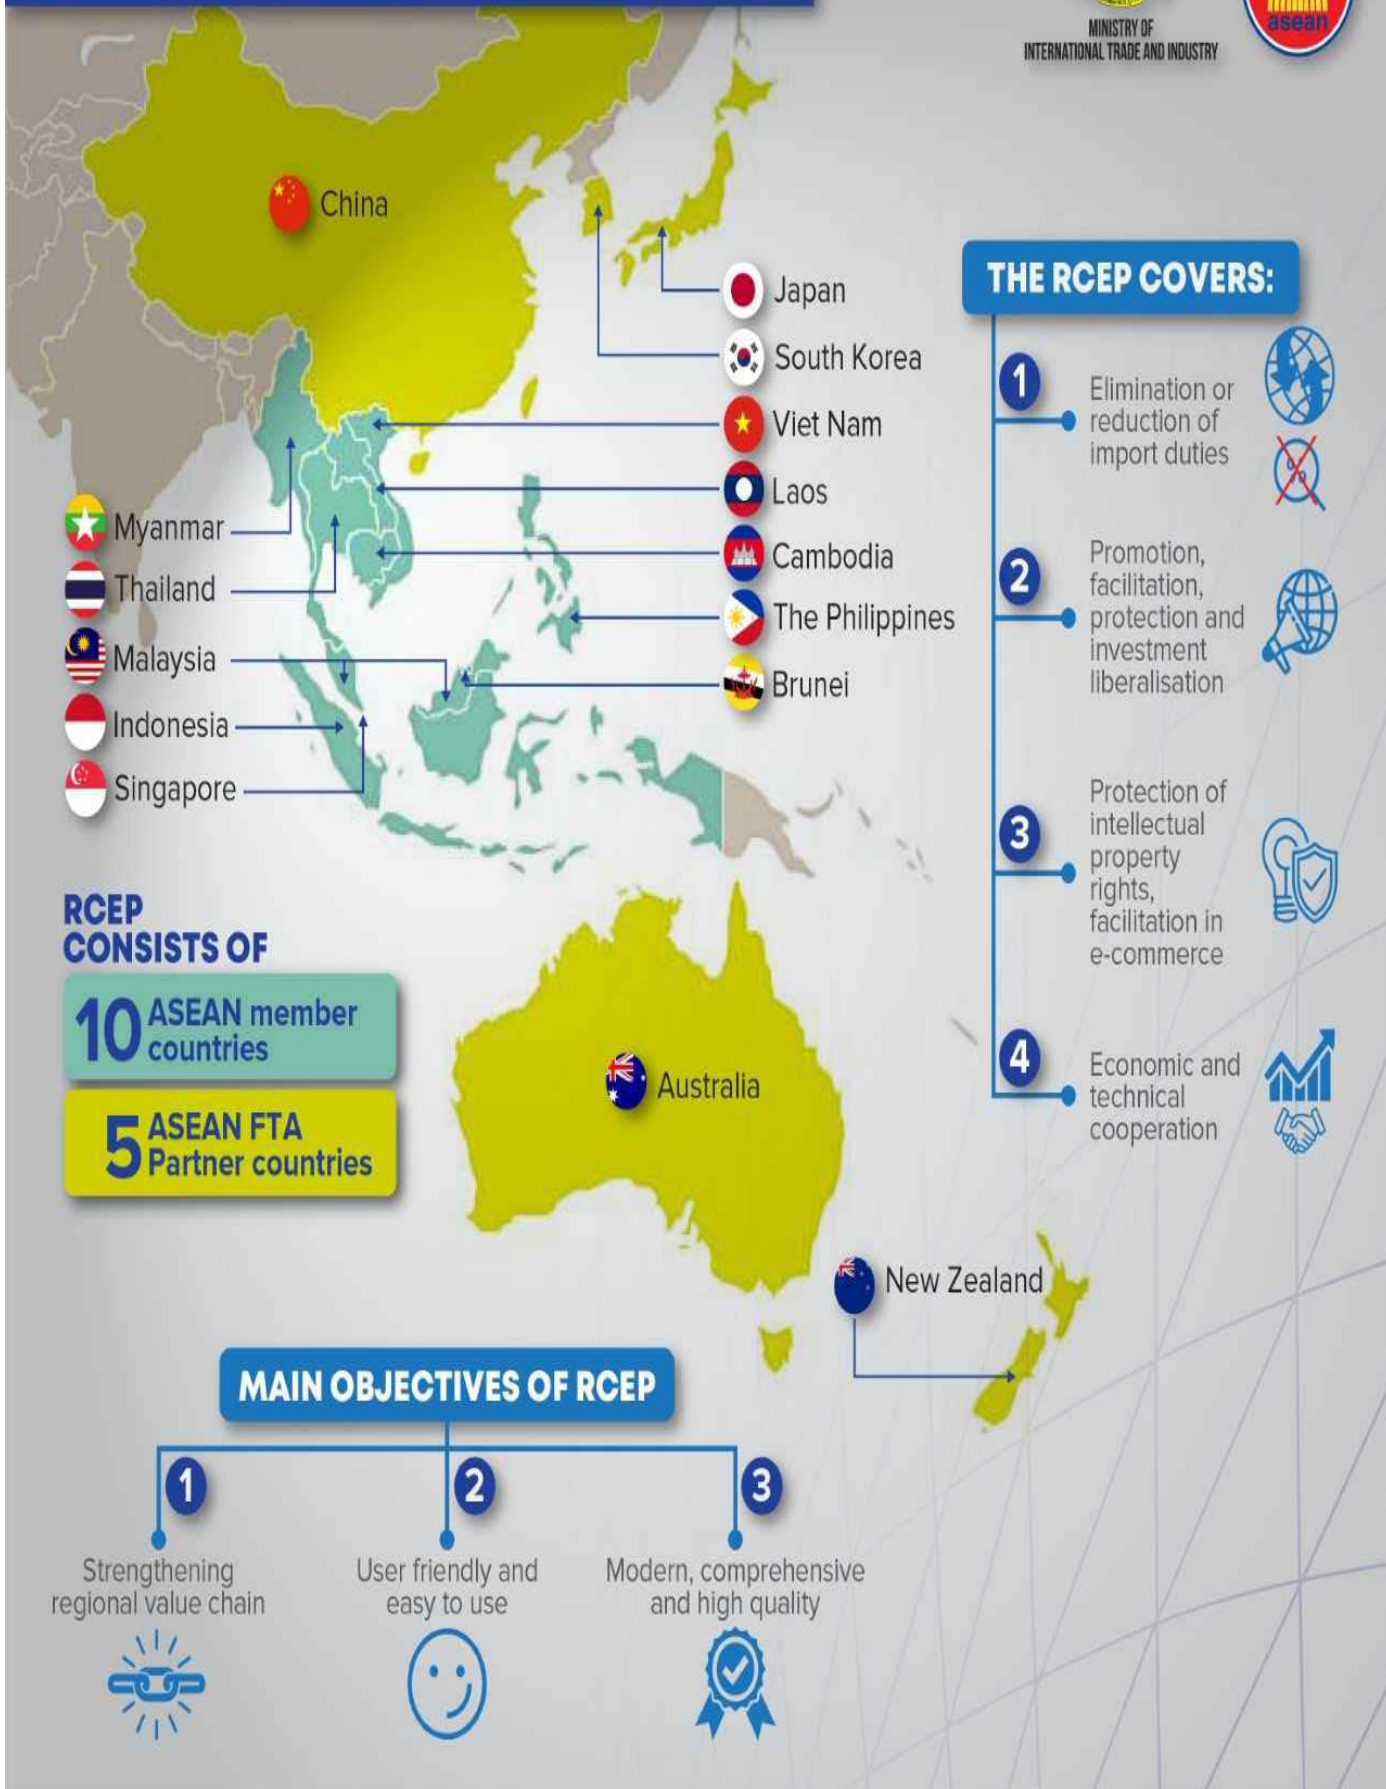 MINISTRY OF
INTERNATIONAL TRADE AND INDUSTRY
asean
China
Japan
South Korea
Viet Nam
Laos
Cambodia
The Philippines
Brunei
Myanmar
Thailand
Malaysia
Indonesia
Singapore
THE RCEP COVERS:
1
Elimination or
reduction of
import duties
%
2
Promotion,
facilitation,
protection and
investment
liberalisation
3
Protection of
intellectual
property
rights,
facilitation in
e-commerce
4
Economic and
technical
cooperation
RCEP
CONSISTS OF
10 ASEAN member
countries
5 ASEAN FTA
Partner countries
Australia
New Zealand
MAIN OBJECTIVES OF RCEP
1
Strengthening
regional value chain
2
User friendly and
easy to use
3
Modern, comprehensive
and high quality